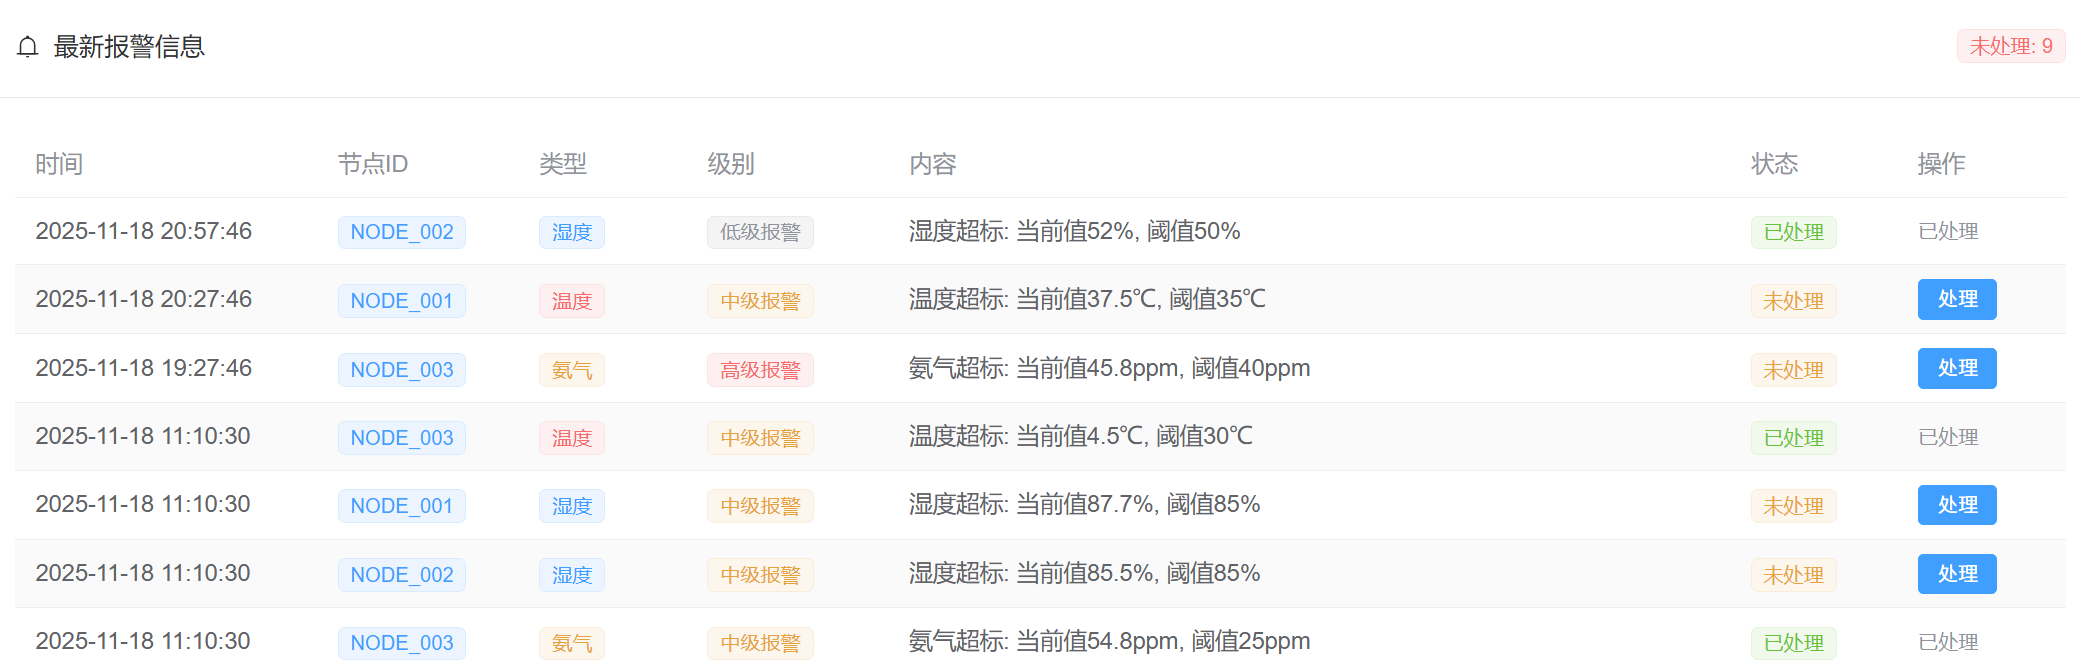 最新报警信息 未处理: 9
时间 节点ID 类型 级别 内容 状态 操作
2025-11-18 20:57:46 NODE_002 湿度 低级报警 湿度超标: 当前值52%, 阈值50% 已处理 已处理
2025-11-18 20:27:46 NODE_001 温度 中级报警 温度超标: 当前值37.5℃, 阈值35℃ 未处理 处理
2025-11-18 19:27:46 NODE_003 氨气 高级报警 氨气超标: 当前值45.8ppm, 阈值40ppm 未处理 处理
2025-11-18 11:10:30 NODE_003 温度 中级报警 温度超标: 当前值4.5℃, 阈值30℃ 已处理 已处理
2025-11-18 11:10:30 NODE_001 湿度 中级报警 湿度超标: 当前值87.7%, 阈值85% 未处理 处理
2025-11-18 11:10:30 NODE_002 湿度 中级报警 湿度超标: 当前值85.5%, 阈值85% 未处理 处理
2025-11-18 11:10:30 NODE_003 氨气 中级报警 氨气超标: 当前值54.8ppm, 阈值25ppm 已处理 已处理